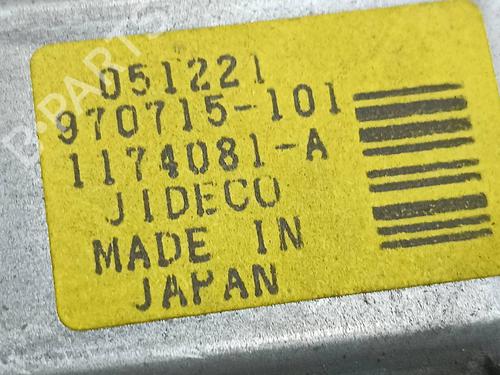 051221
970715-101
1174081-A
JIDECO
MADE IN
JAPAN
B-PARTS